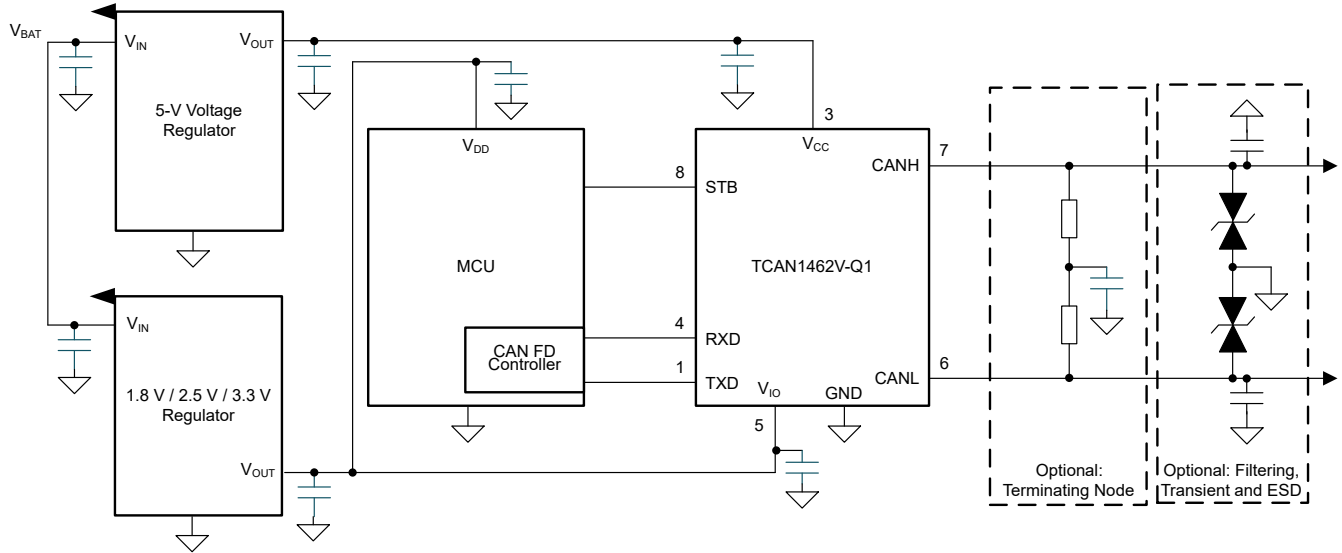 VBAT
VIN
VOUT
5-V Voltage
Regulator
VDD
MCU
CAN FD
Controller
3
VCC
8
STB
7
CANH
TCAN1462V-Q1
4
RXD
1
TXD
VIO
GND
6
CANL
5
VIN
1.8 V / 2.5 V / 3.3 V
Regulator
VOUT
Optional:
Terminating Node
Optional: Filtering,
Transient and ESD